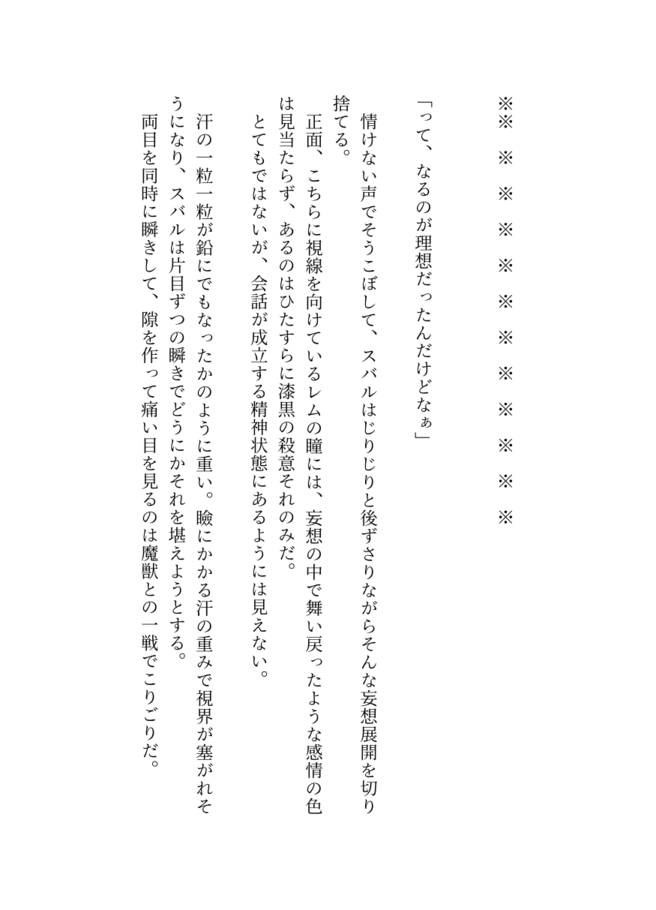 ※※　※　※　※　※　※　※　※　※　※　※　※
「って、なるのが理想だったんだけどなぁ」
　情けない声でそうこぼして、スバルはじりじりと後ずさりながらそんな妄想展開を切り
捨てる。
　正面、こちらに視線を向けているレムの瞳には、妄想の中で舞い戻ったような感情の色
は見当たらず、あるのはひたすらに漆黒の殺意それのみだ。
　とてもではないが、会話が成立する精神状態にあるようには見えない。
　汗の一粒一粒が鉛にでもなったかのように重い。瞼にかかる汗の重みで視界が塞がれそ
うになり、スバルは片目ずつの瞬きでどうにかそれを堪えようとする。
　両目を同時に瞬きして、隙を作って痛い目を見るのは魔獣との一戦でこりごりだ。